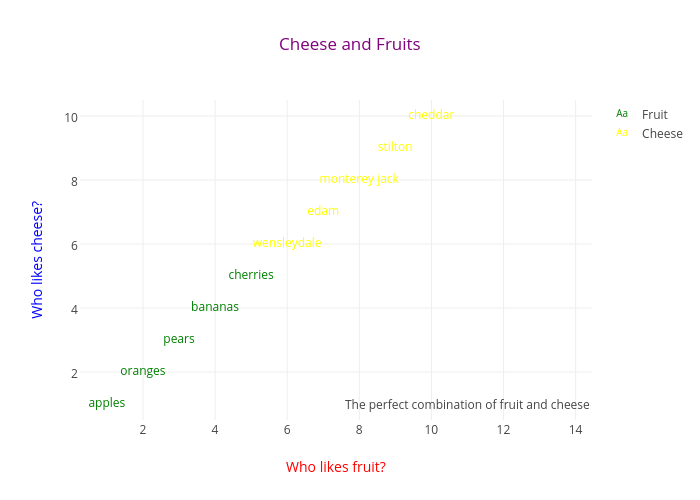 Cheese and Fruits
Aa Fruit
Aa Cheese
Who likes cheese?
10
8
6
4
2
cheddar
stilton
monterey jack
edam
wensleydale
cherries
bananas
pears
oranges
apples
The perfect combination of fruit and cheese
2 4 6 8 10 12 14
Who likes fruit?